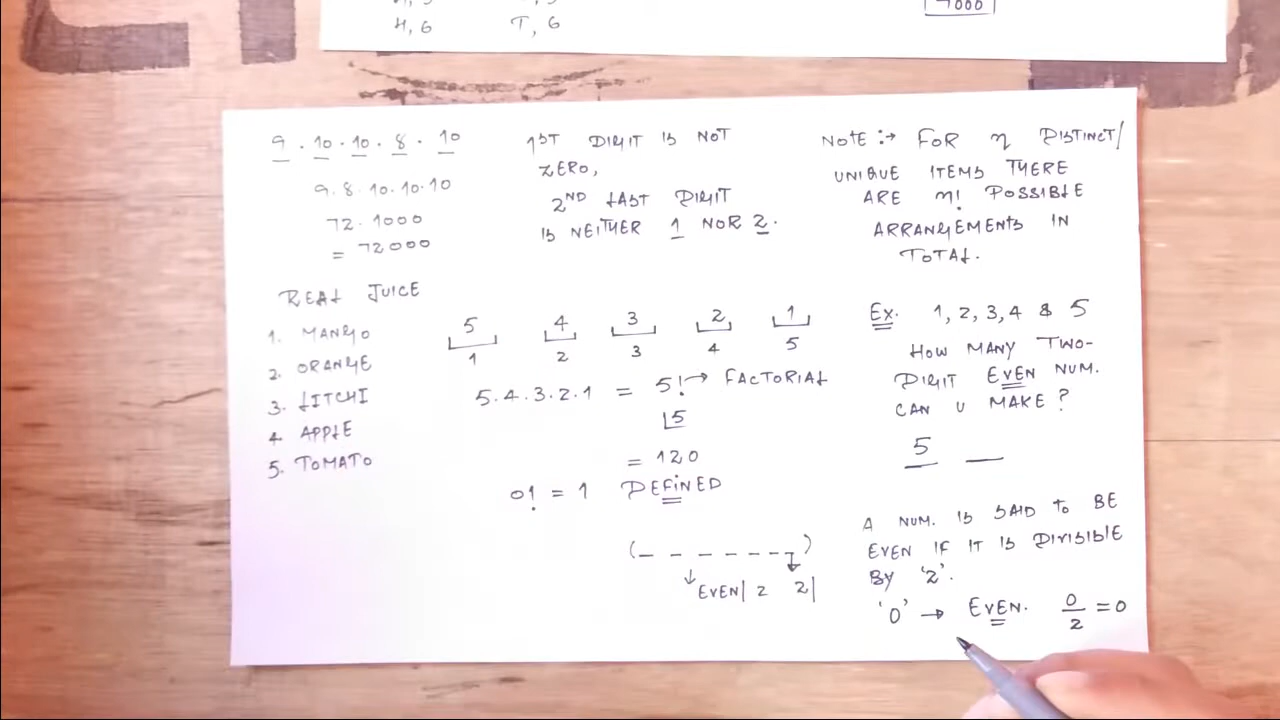 4, 6 T, 6
7000
9 . 10 . 10 . 8 . 10
9.8.10.10.10
72.1000
= 72000
1ST DIGIT IS NOT
ZERO,
2ND LAST DIGIT
IS NEITHER 1 NOR 2.
NOTE :→ FOR n DISTINCT/
UNIQUE ITEMS THERE
ARE n! POSSIBLE
ARRANGEMENTS IN
TOTAL.
REAL JUICE
1. MANGO
2. ORANGE
3. LITCHI
4. APPLE
5. TOMATO
5 4 3 2 1
1 2 3 4 5
5.4.3.2.1 = 5! → FACTORIAL
5
= 120
0! = 1 DEFINED
Ex. 1, 2, 3, 4 & 5
HOW MANY TWO-
DIGIT EVEN NUM.
CAN U MAKE?
5 __
(_ _ _ _ _ _ _)
EVEN| 2 2|
A NUM. IS SAID TO BE
EVEN IF IT IS DIVISIBLE
BY '2'.
'0' → EVEN. 0/2 = 0